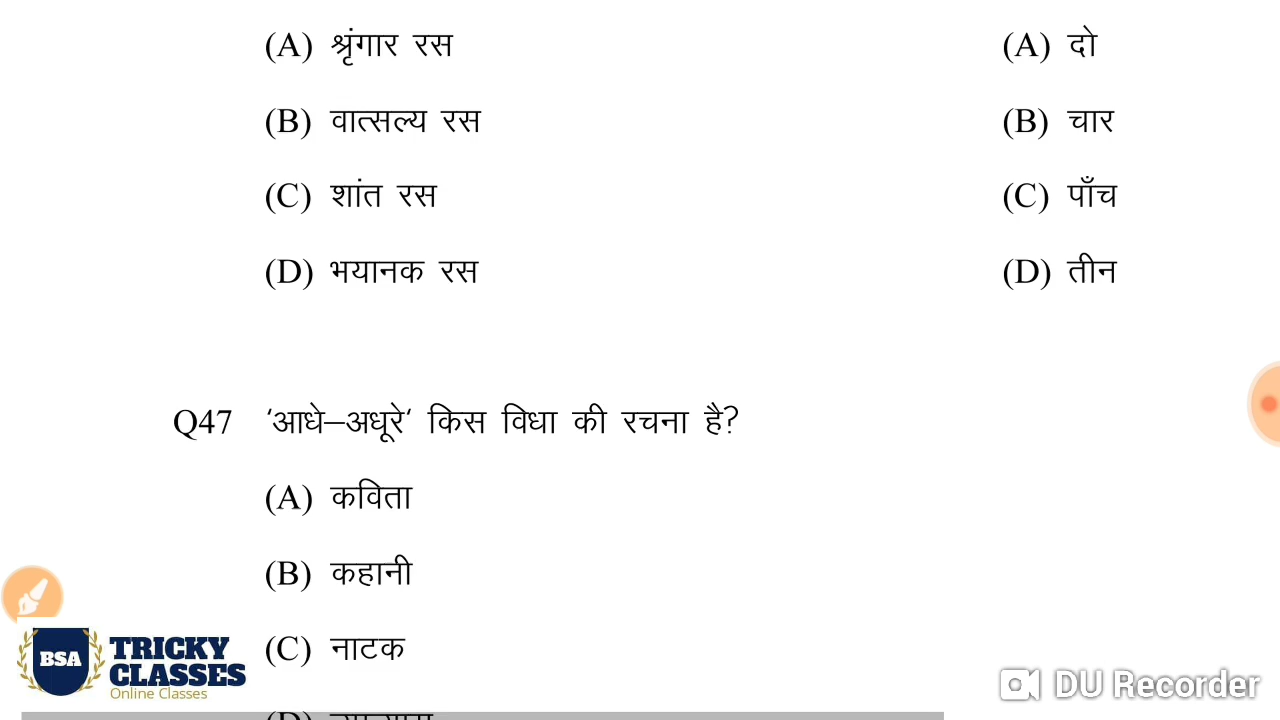 (A) श्रृंगार रस
(B) वात्सल्य रस
(C) शांत रस
(D) भयानक रस
(A) दो
(B) चार
(C) पाँच
(D) तीन
Q47 ‘आधे–अधूरे‘ किस विधा की रचना है?
(A) कविता
(B) कहानी
(C) नाटक
(D)
BSA
TRICKY
CLASSES
Online Classes
DU Recorder